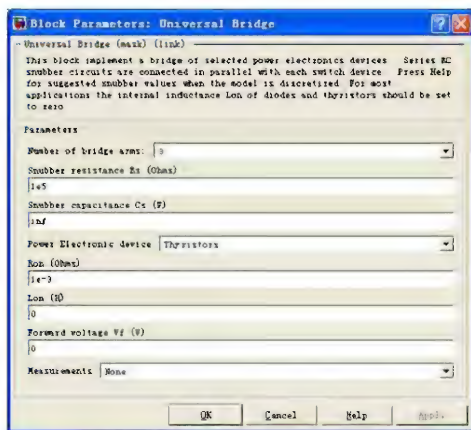 Block Parameters: Universal Bridge
Universal Bridge (mask) (link)
This block implement a bridge of selected power electronics devices Series RC
snubber circuits are connected in parallel with each switch device Press Help
for suggested snubber values when the model is discretized For most
applications the internal inductance Lon of diodes and thyristors should be set
to zero
Parameters
Number of bridge arms: 3
Snubber resistance Rs (Ohms)
1e5
Snubber capacitance Cs (F)
inf
Power Electronic device Thyristors
Ron (Ohms)
1e-3
Lon (H)
0
Forward voltage Vf (V)
0
Measurements None
OK Cancel Help Apply